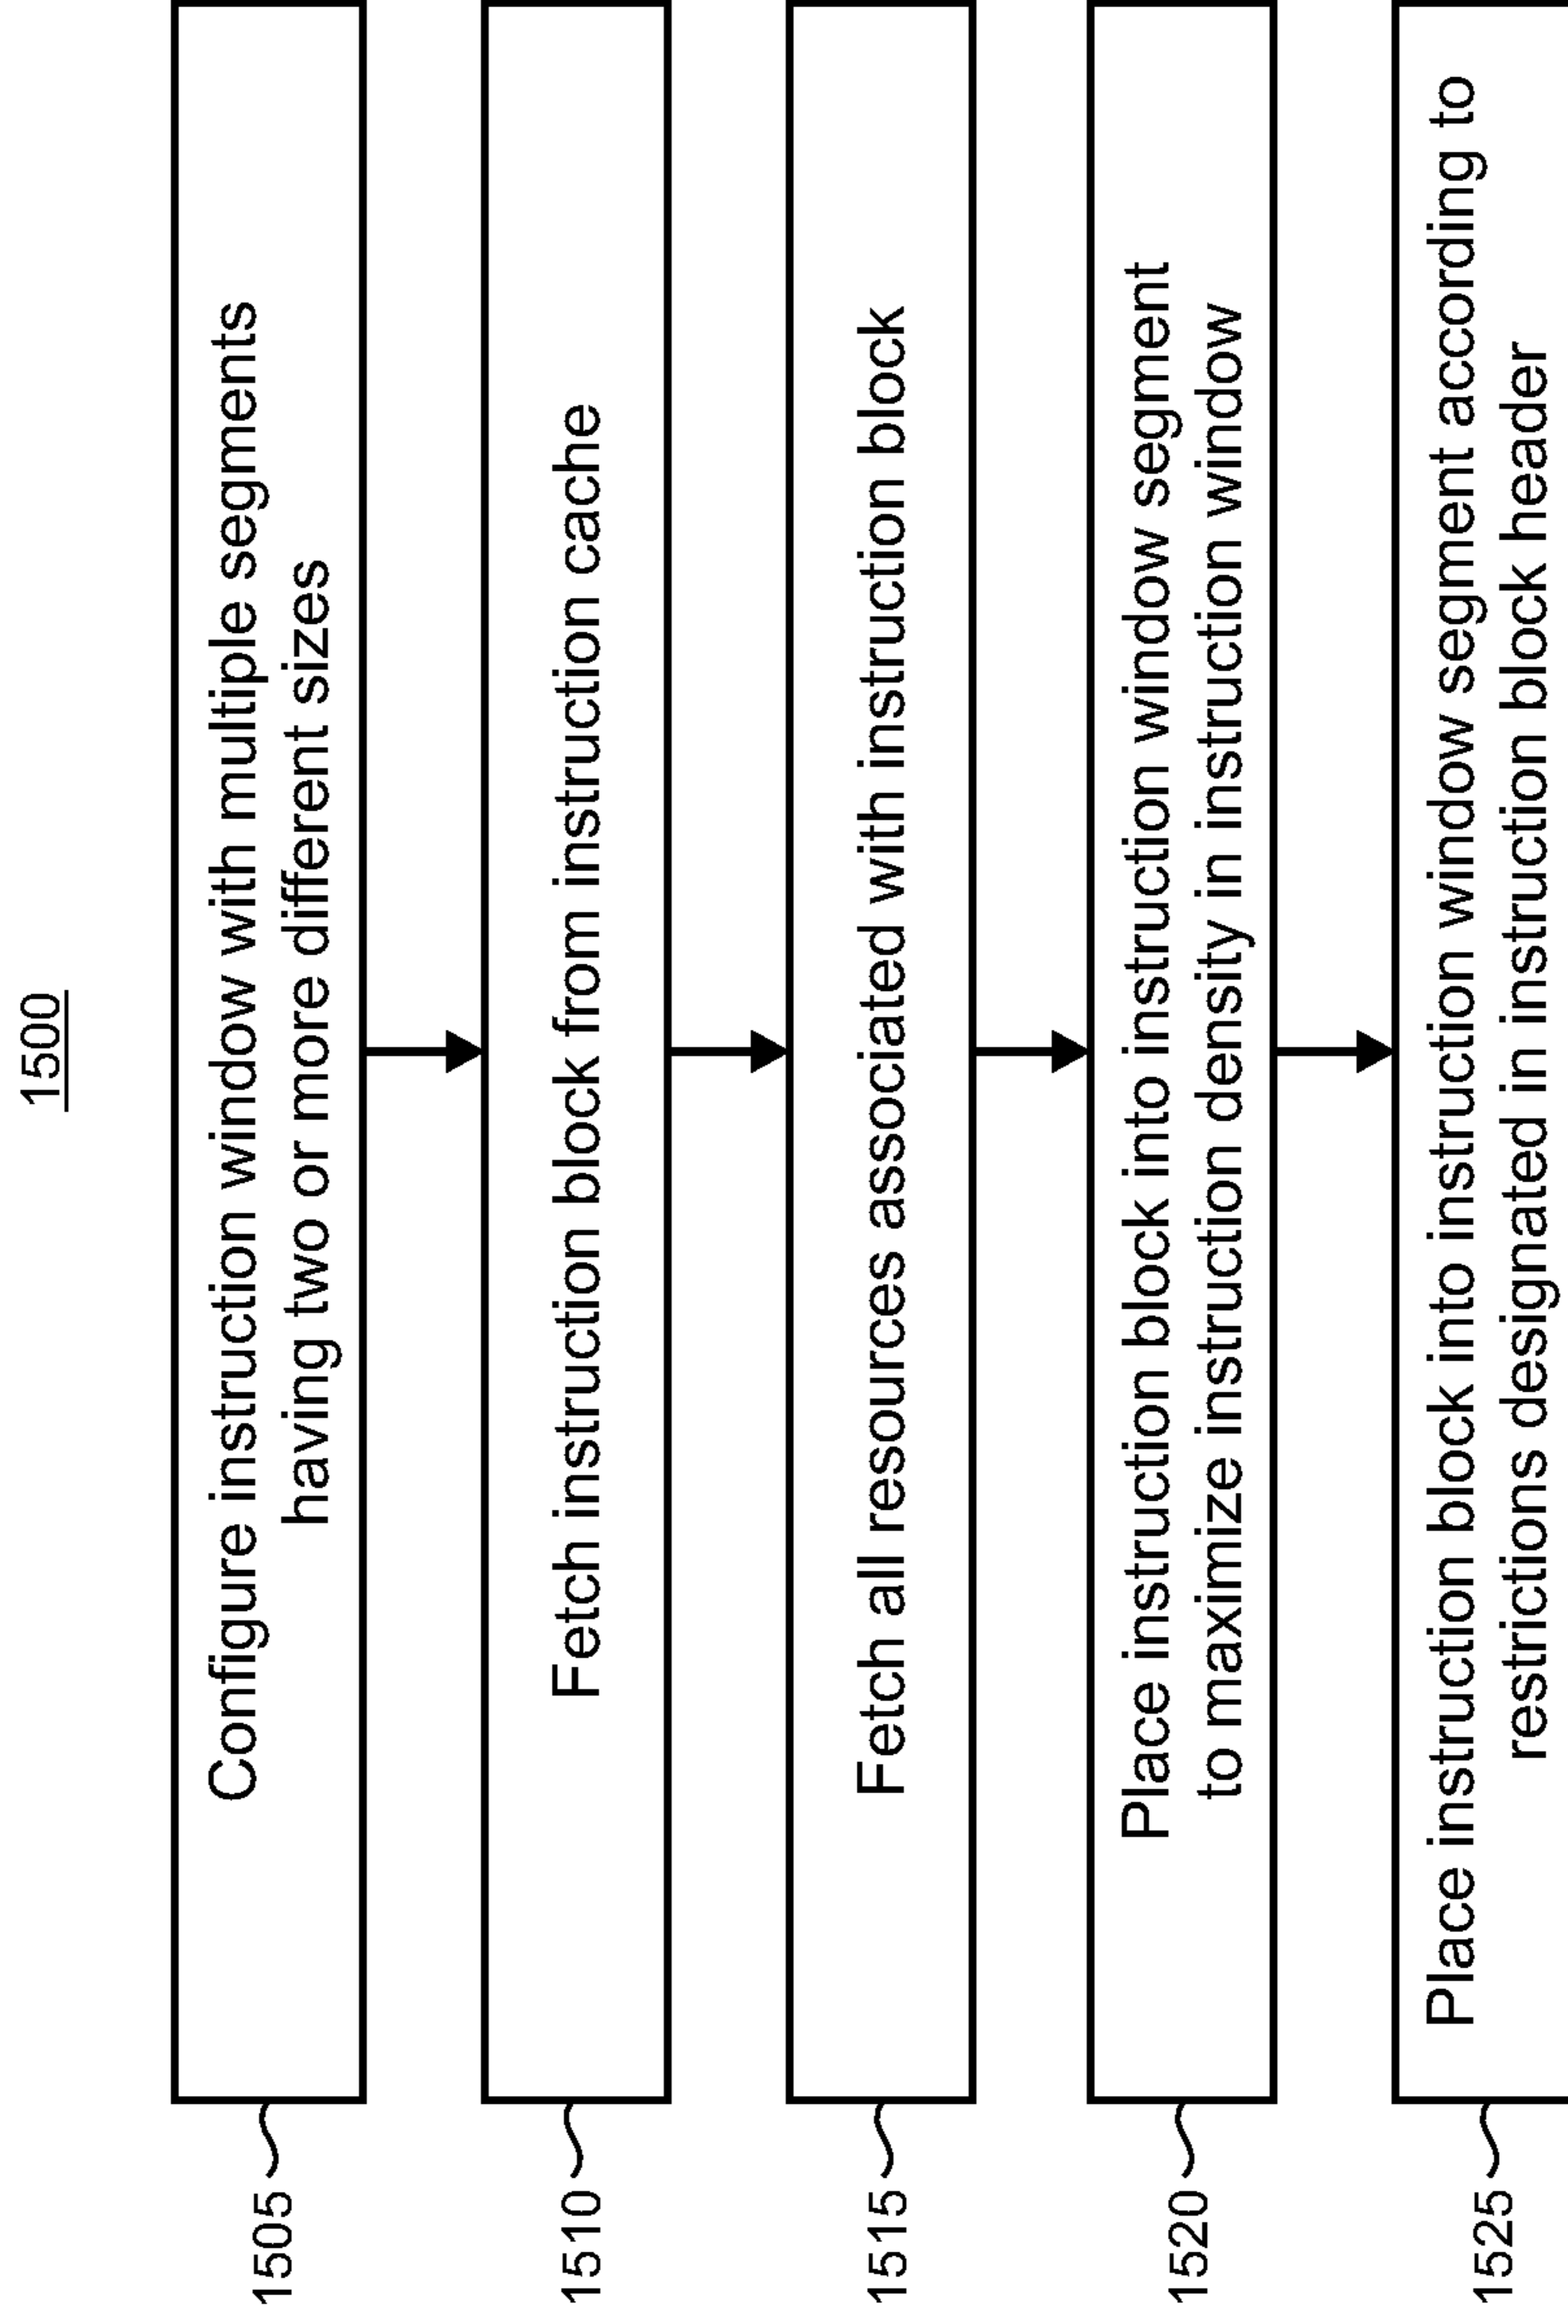 1500
1505
Configure instruction window with multiple segments
having two or more different sizes
1510
Fetch instruction block from instruction cache
1515
Fetch all resources associated with instruction block
1520
Place instruction block into instruction window segment
to maximize instruction density in instruction window
1525
Place instruction block into instruction window segment according to
restrictions designated in instruction block header